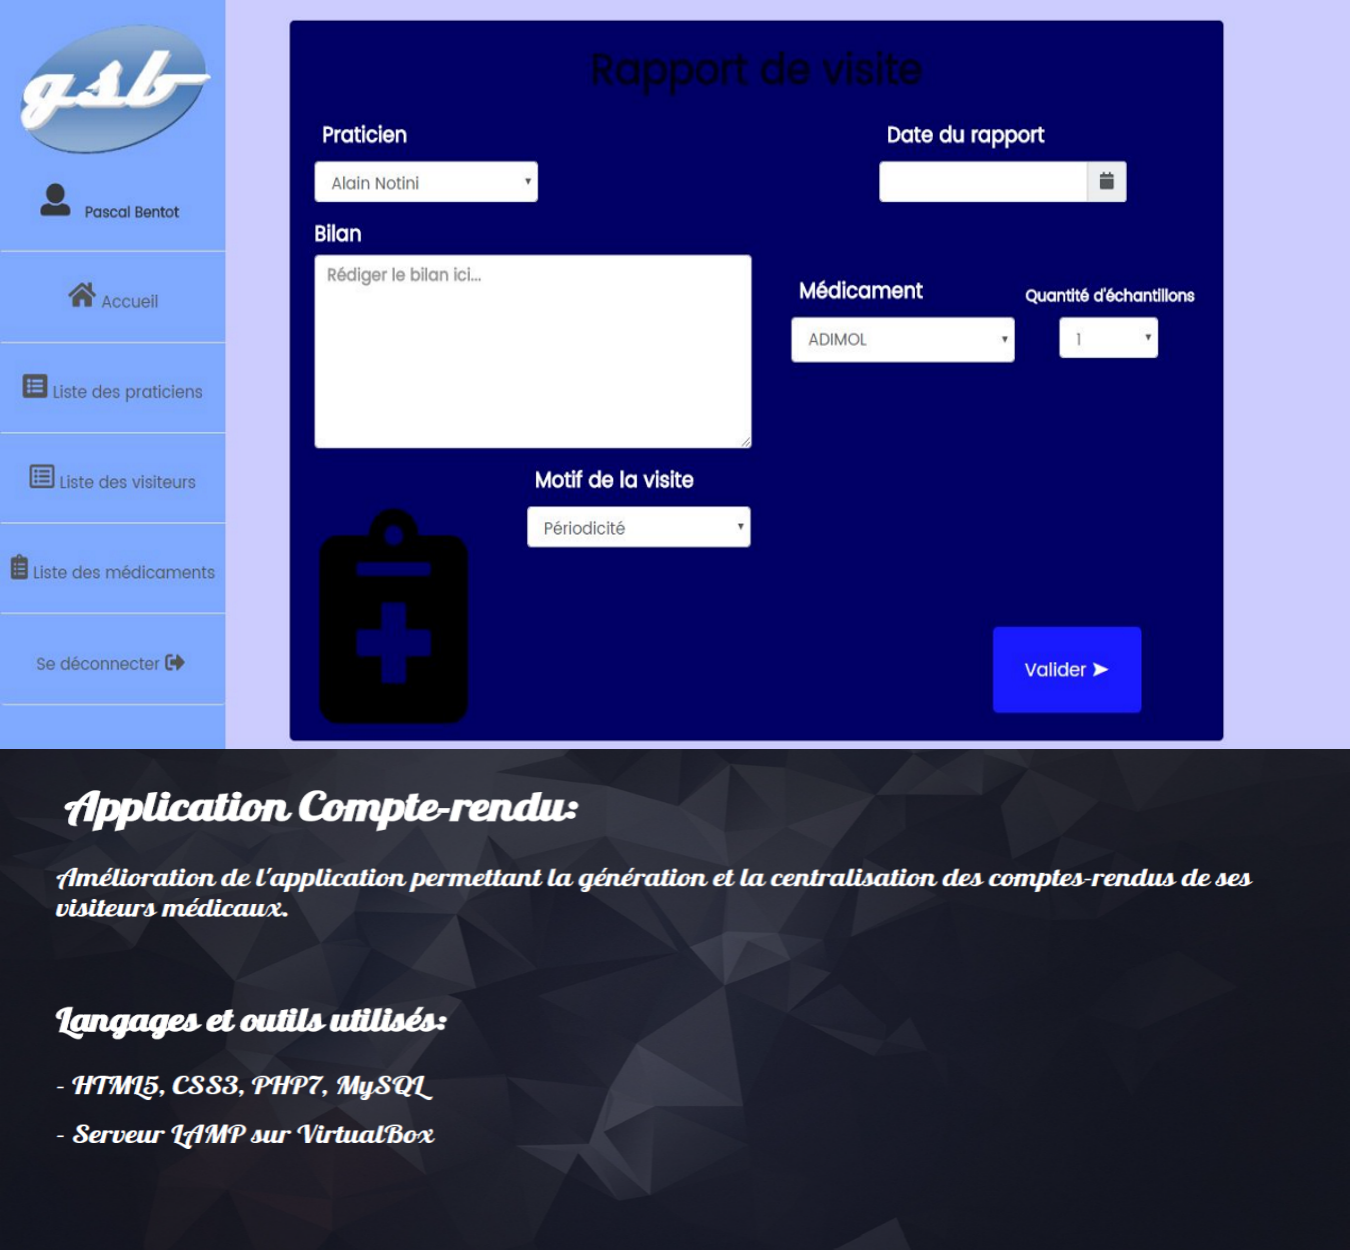 gsb
Pascal Bentot
Accueil
Liste des praticiens
Liste des visiteurs
Liste des médicaments
Se déconnecter
Rapport de visite
Praticien
Date du rapport
Alain Notini
Bilan
Rédiger le bilan ici...
Médicament
Quantité d'échantillons
ADIMOL
1
Motif de la visite
Périodicité
Valider
Application Compte-rendu:
Amélioration de l'application permettant la génération et la centralisation des comptes-rendus de ses
visiteurs médicaux.
Langages et outils utilisés:
- HTML5, CSS3, PHP7, MySQL
- Serveur LAMP sur VirtualBox